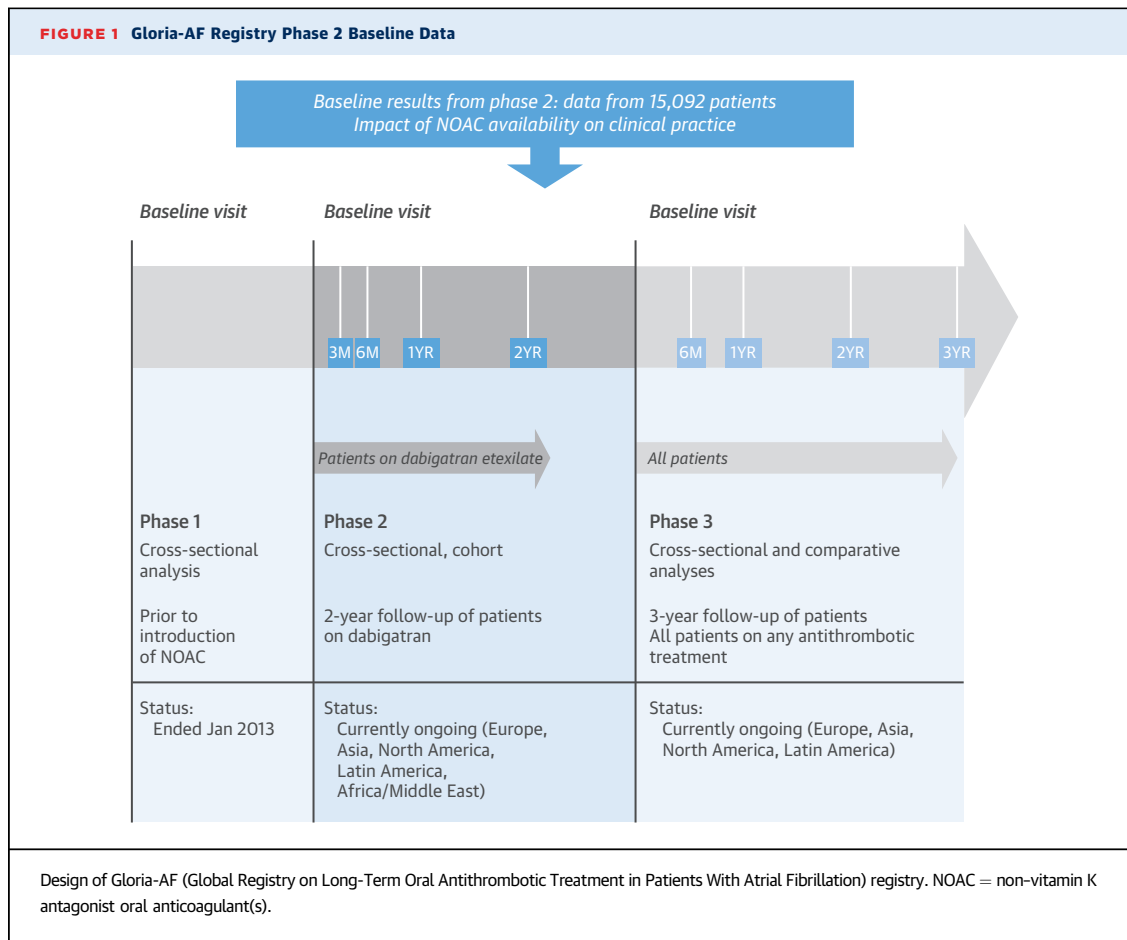 FIGURE 1 Gloria-AF Registry Phase 2 Baseline Data
Baseline results from phase 2: data from 15,092 patients
Impact of NOAC availability on clinical practice
Baseline visit
Baseline visit
Baseline visit
3M
6M
1YR
2YR
6M
1YR
2YR
3YR
Patients on dabigatran etexilate
All patients
Phase 1
Cross-sectional
analysis
Prior to
introduction
of NOAC
Status:
Ended Jan 2013
Phase 2
Cross-sectional, cohort
2-year follow-up of patients
on dabigatran
Status:
Currently ongoing (Europe,
Asia, North America,
Latin America,
Africa/Middle East)
Phase 3
Cross-sectional and comparative
analyses
3-year follow-up of patients
All patients on any antithrombotic
treatment
Status:
Currently ongoing (Europe, Asia,
North America, Latin America)
Design of Gloria-AF (Global Registry on Long-Term Oral Antithrombotic Treatment in Patients With Atrial Fibrillation) registry. NOAC = non-vitamin K
antagonist oral anticoagulant(s).